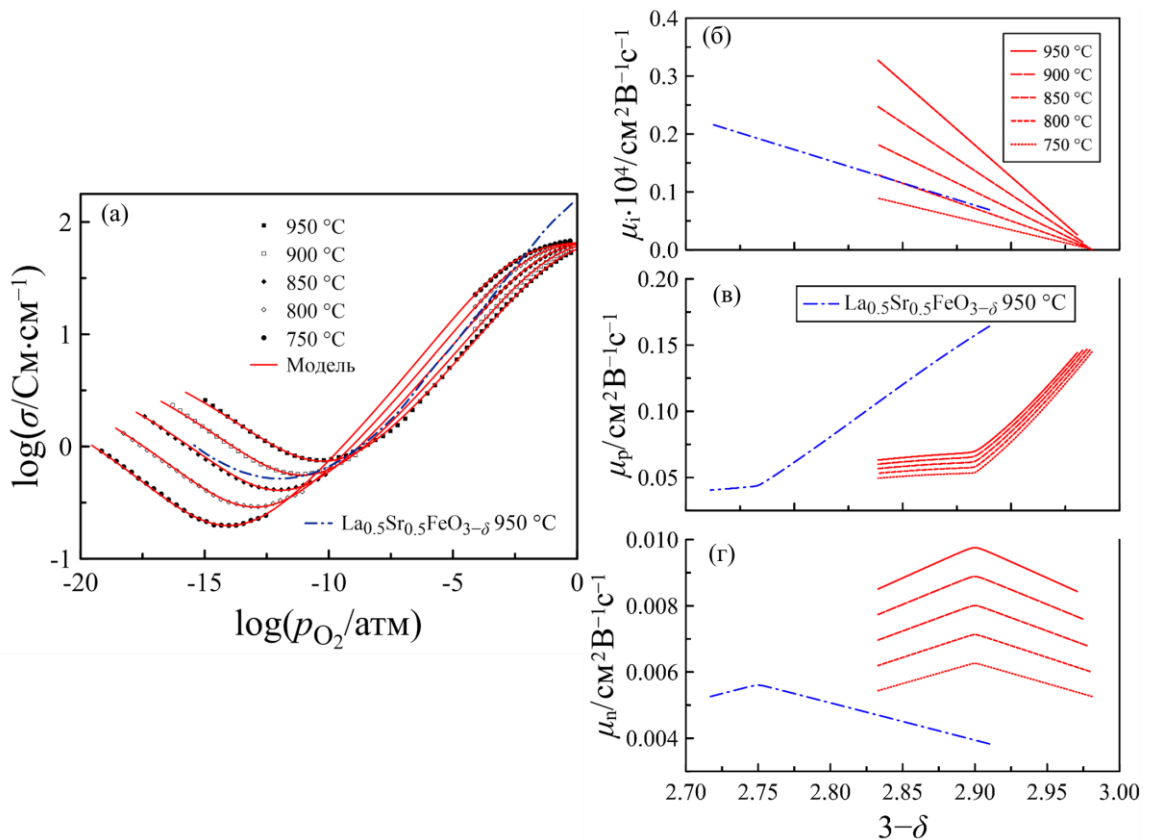 (а)
2
1
0
-1
-20
-15
-10
-5
0
log(σ/См·см⁻¹)
log(p_O₂/атм)
950 °C
900 °C
850 °C
800 °C
750 °C
Модель
La₀.₅Sr₀.₅FeO₃₋δ 950 °C
(б)
0.4
0.3
0.2
0.1
0.0
μᵢ·10⁴/см²В⁻¹с⁻¹
950 °C
900 °C
850 °C
800 °C
750 °C
(в)
0.20
0.15
0.10
0.05
μₚ/см²В⁻¹с⁻¹
La₀.₅Sr₀.₅FeO₃₋δ 950 °C
(г)
0.010
0.008
0.006
0.004
μₙ/см²В⁻¹с⁻¹
2.70
2.75
2.80
2.85
2.90
2.95
3.00
3−δ